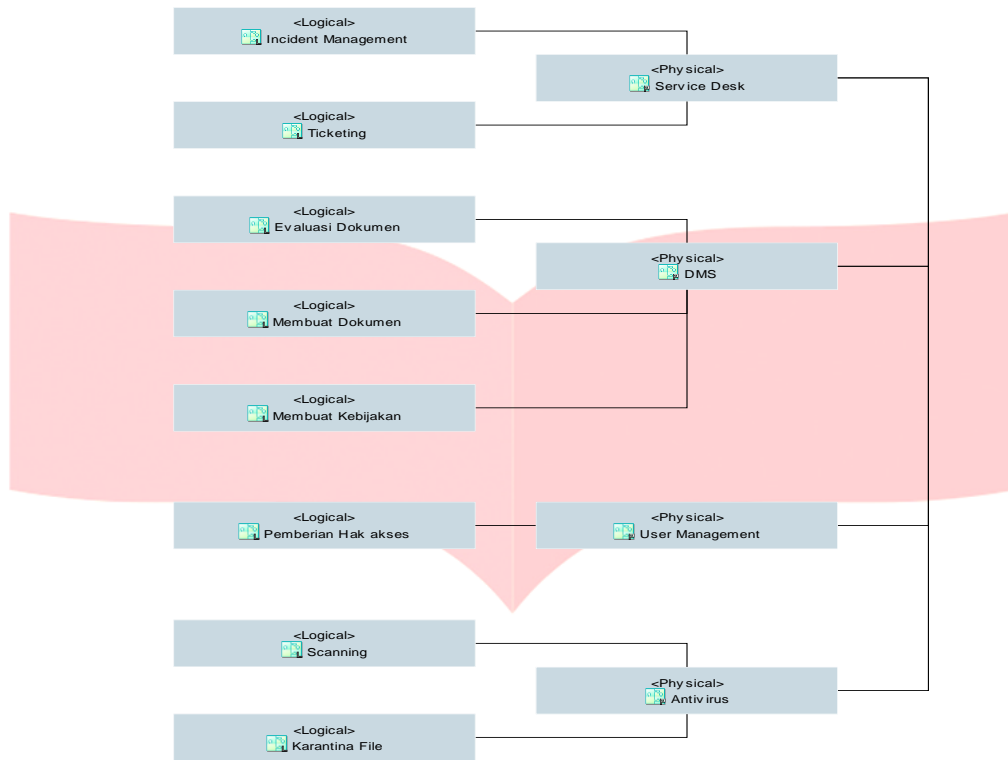 <Logical>
Incident Management
<Physical>
Service Desk
<Logical>
Ticketing
<Logical>
Evaluasi Dokumen
<Physical>
DMS
<Logical>
Membuat Dokumen
<Logical>
Membuat Kebijakan
<Logical>
Pemberian Hak akses
<Physical>
User Management
<Logical>
Scanning
<Physical>
Antivirus
<Logical>
Karantina File